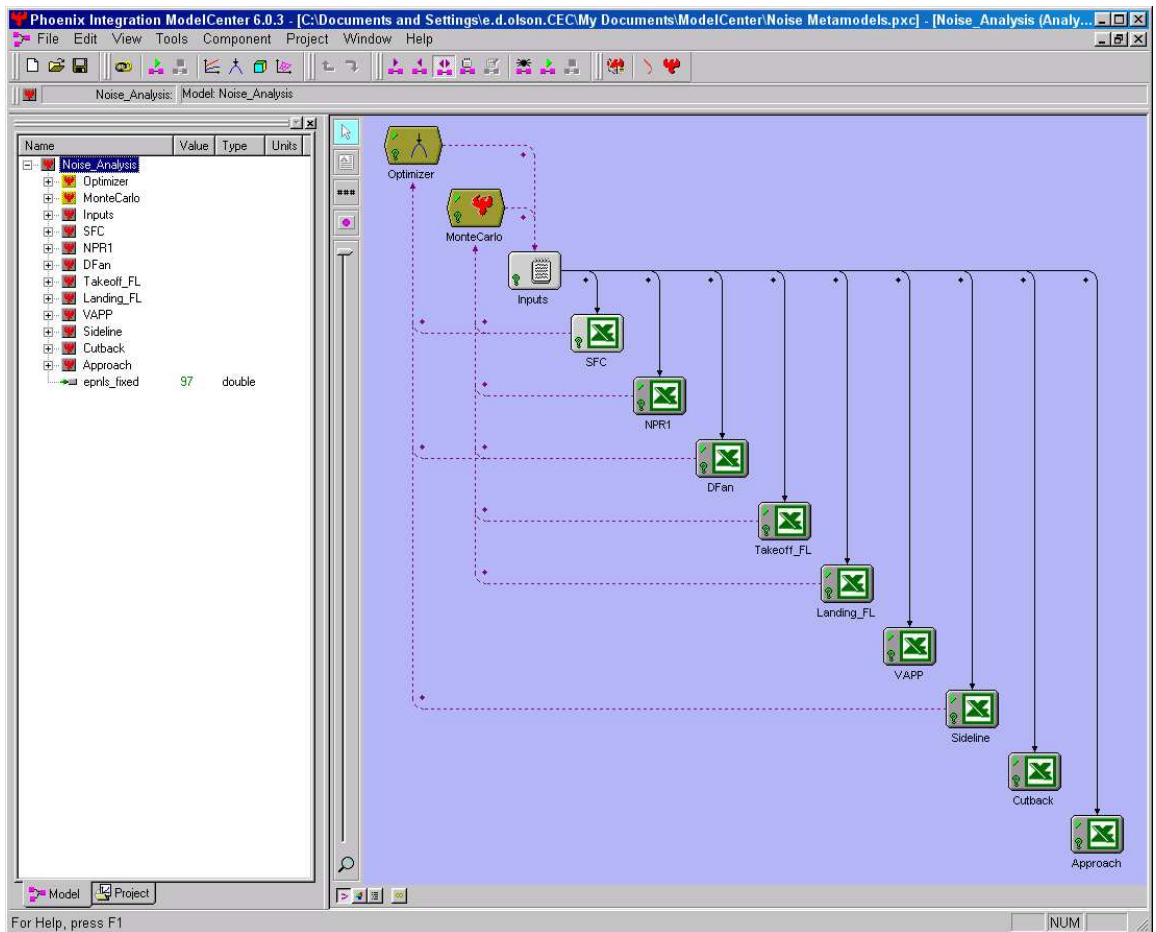 Phoenix Integration ModelCenter 6.0.3 - [C:\Documents and Settings\e.d.olson.CEC\My Documents\ModelCenter\Noise Metamodels.pxc] - [Noise_Analysis (Analy...
File Edit View Tools Component Project Window Help
Noise_Analysis: Model: Noise_Analysis
Name Value Type Units
Noise_Analysis
Optimizer
MonteCarlo
Inputs
SFC
NPR1
DFan
Takeoff_FL
Landing_FL
VAPP
Sideline
Cutback
Approach
epnls_fixed 97 double
###
Optimizer
MonteCarlo
Inputs
SFC
NPR1
DFan
Takeoff_FL
Landing_FL
VAPP
Sideline
Cutback
Approach
Model Project
For Help, press F1
NUM